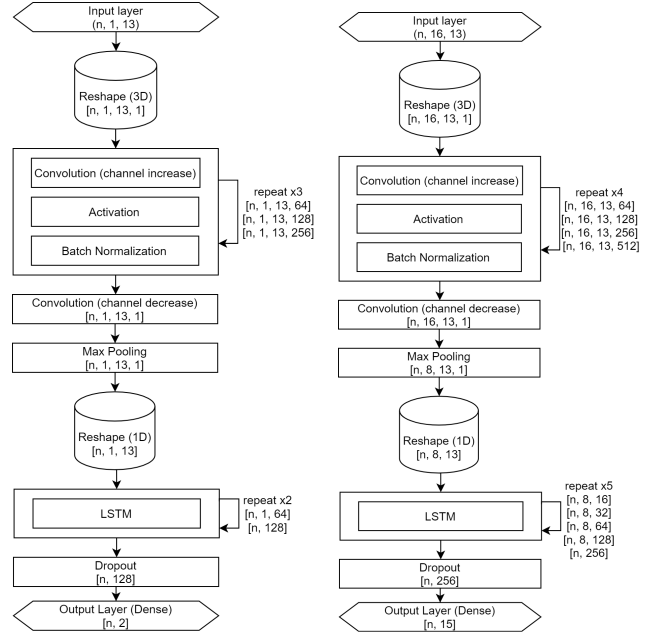 Input layer
(n, 1, 13)
Reshape (3D)
[n, 1, 13, 1]
Convolution (channel increase)
Activation
Batch Normalization
repeat x3
[n, 1, 13, 64]
[n, 1, 13, 128]
[n, 1, 13, 256]
Convolution (channel decrease)
[n, 1, 13, 1]
Max Pooling
[n, 1, 13, 1]
Reshape (1D)
[n, 1, 13]
LSTM
repeat x2
[n, 1, 64]
[n, 128]
Dropout
[n, 128]
Output Layer (Dense)
[n, 2]
Input layer
(n, 16, 13)
Reshape (3D)
[n, 16, 13, 1]
Convolution (channel increase)
Activation
Batch Normalization
repeat x4
[n, 16, 13, 64]
[n, 16, 13, 128]
[n, 16, 13, 256]
[n, 16, 13, 512]
Convolution (channel decrease)
[n, 16, 13, 1]
Max Pooling
[n, 8, 13, 1]
Reshape (1D)
[n, 8, 13]
LSTM
repeat x5
[n, 8, 16]
[n, 8, 32]
[n, 8, 64]
[n, 8, 128]
[n, 256]
Dropout
[n, 256]
Output Layer (Dense)
[n, 15]